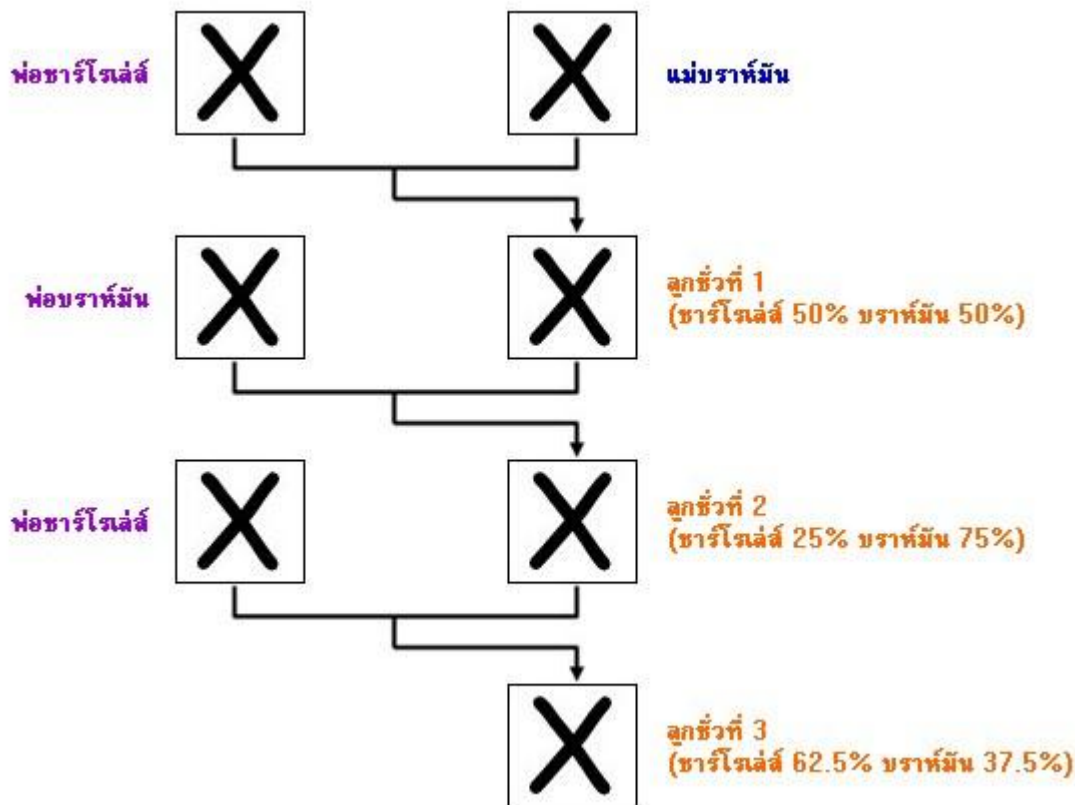 พ่อชาร์โรเล่ส์
แม่บราห์มัน
พ่อบราห์มัน
ลูกชั่วที่ 1
(ชาร์โรเล่ส์ 50% บราห์มัน 50%)
พ่อชาร์โรเล่ส์
ลูกชั่วที่ 2
(ชาร์โรเล่ส์ 25% บราห์มัน 75%)
ลูกชั่วที่ 3
(ชาร์โรเล่ส์ 62.5% บราห์มัน 37.5%)